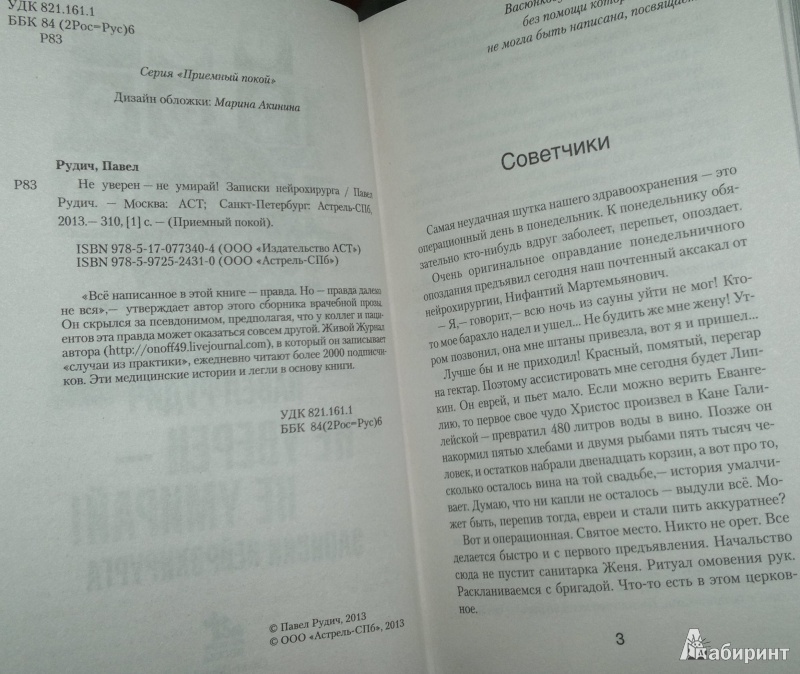 УДК 821.161.1
ББК 84 (2Рос=Рус)6
Р83
Серия «Приемный покой»
Дизайн обложки: Марина Акинина
Рудич, Павел
Р83
Не уверен — не умирай! Записки нейрохирурга / Павел
Рудич. — Москва: АСТ; Санкт-Петербург: Астрель-СПб,
2013.— 310, [1] с. — (Приемный покой).
ISBN 978-5-17-077340-4 (ООО «Издательство АСТ»)
ISBN 978-5-9725-2431-0 (ООО «Астрель-СПб»)
«Всё написанное в этой книге — правда. Но — правда далеко
не вся»,— утверждает автор этого сборника врачебной прозы.
Он скрылся за псевдонимом, предполагая, что у коллег и паци-
ентов эта правда может оказаться совсем другой. Живой Журнал
автора (http://onoff49.livejournal.com), в который он записывает
«случаи из практики», ежедневно читают более 2000 подписчи-
ков. Эти медицинские истории и легли в основу книги.
УДК 821.161.1
ББК 84(2Рос=Рус)6
© Павел Рудич, 2013
© ООО «Астрель-СПб», 2013
без помощи
не могла быть написана,
Советчики
Самая неудачная шутка нашего здравоохранения — это
операционный день в понедельник. К понедельнику обя-
зательно кто-нибудь вдруг заболеет, перепьет, опоздает.
Очень оригинальное оправдание понедельничного
опоздания предъявил сегодня наш почтенный аксакал от
нейрохирургии, Нифантий Мартемьянович.
— Я,— говорит,— всю ночь из сауны уйти не мог! Кто-
то мое барахло надел и ушел... Не будить же мне жену! Ут-
ром позвонил, она мне штаны привезла, вот я и пришел...
Лучше бы и не приходил! Красный, помятый, перегар
на гектар. Поэтому ассистировать мне сегодня будет Лип-
кин. Он еврей, и пьет мало. Если можно верить Еванге-
лию, то первое свое чудо Христос произвел в Кане Гали-
лейской — превратил 480 литров воды в вино. Позже он
накормил пятью хлебами и двумя рыбами пять тысяч че-
ловек, и остатков набрали двенадцать корзин, а вот про то,
сколько осталось вина на той свадьбе,— история умалчи-
вает. Думаю, что ни капли не осталось — выдули всё. Мо-
жет быть, перепив тогда, евреи и стали пить аккуратнее?
Вот и операционная. Святое место. Никто не орет. Все
делается быстро и с первого предъявления. Начальство
сюда не пустит санитарка Женя. Ритуал омовения рук.
Раскланиваемся с бригадой. Что-то есть в этом церков-
ное.
3
Лабиринт